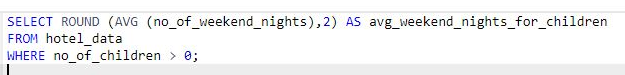 SELECT ROUND (AVG (no_of_weekend_nights),2) AS avg_weekend_nights_for_children
FROM hotel_data
WHERE no_of_children > 0;